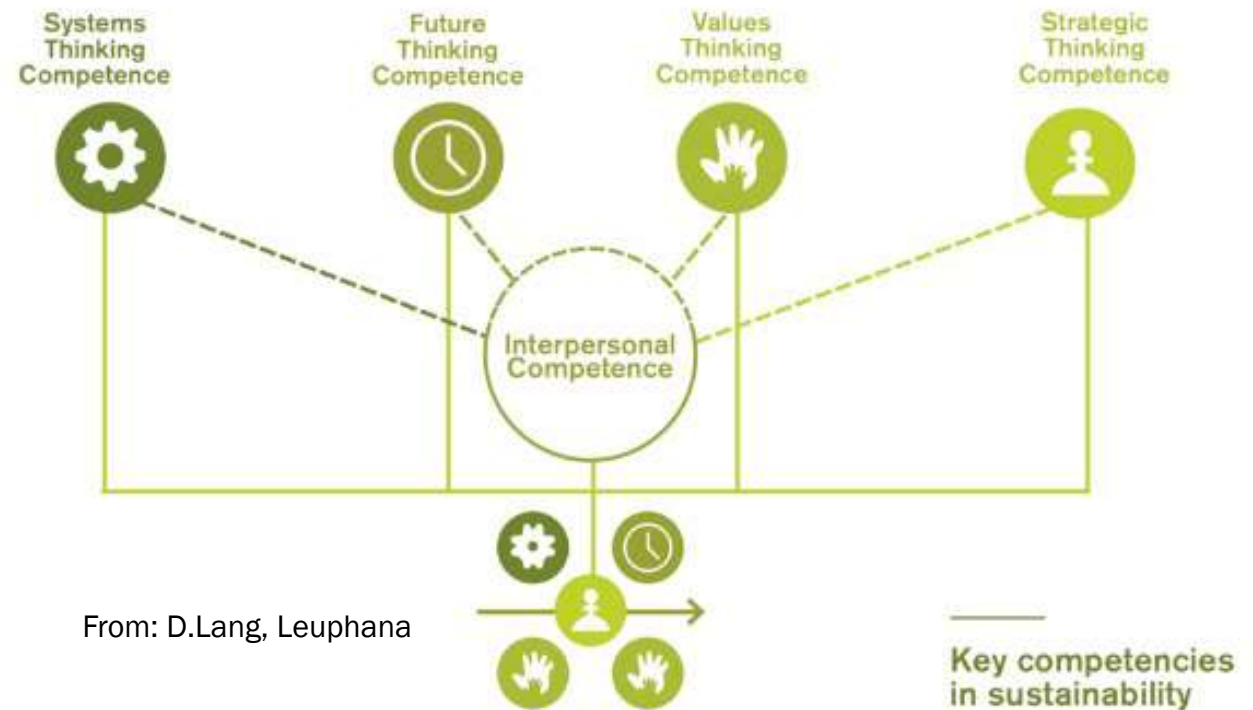 Systems
Thinking
Competence
Future
Thinking
Competence
Values
Thinking
Competence
Strategic
Thinking
Competence
Interpersonal
Competence
From: D.Lang, Leuphana
Key competencies
in sustainability